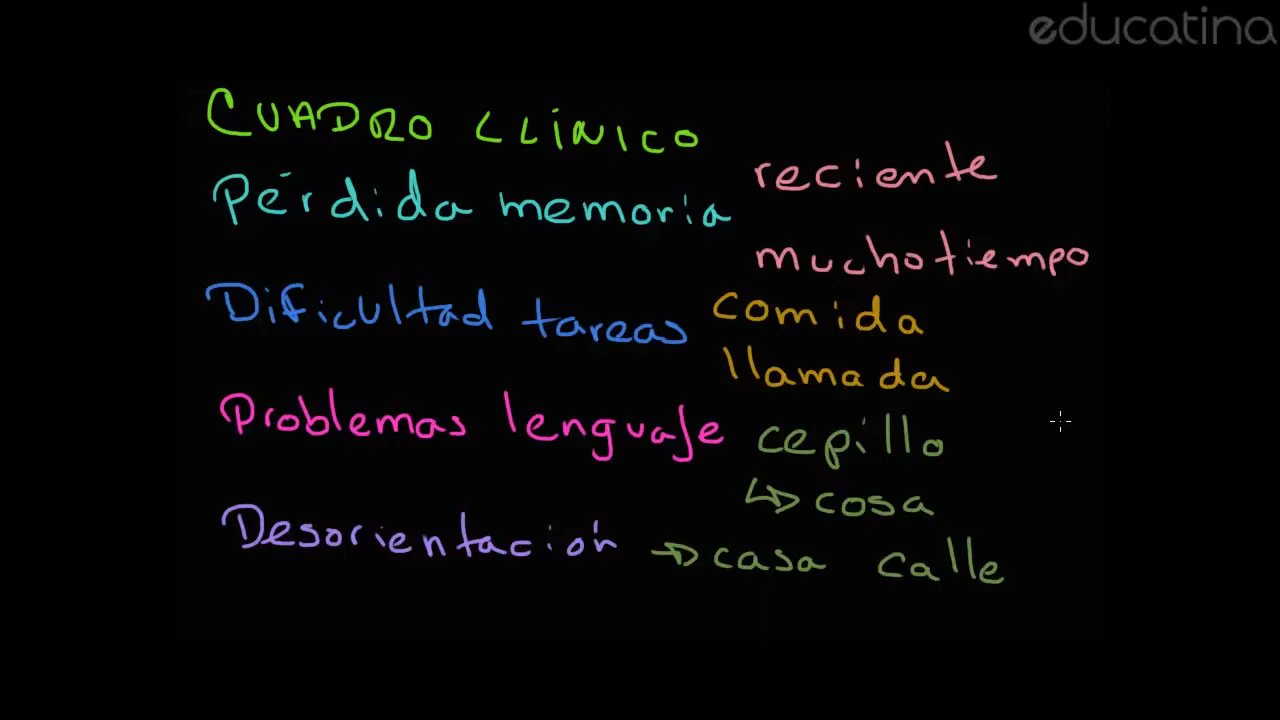 educatina
CUADRO CLINICO
Pérdida memoria
reciente
mucho tiempo
Dificultad tareas
comida
llamada
Problemas lenguaje
cepillo
↳ cosa
Desorientación → casa calle